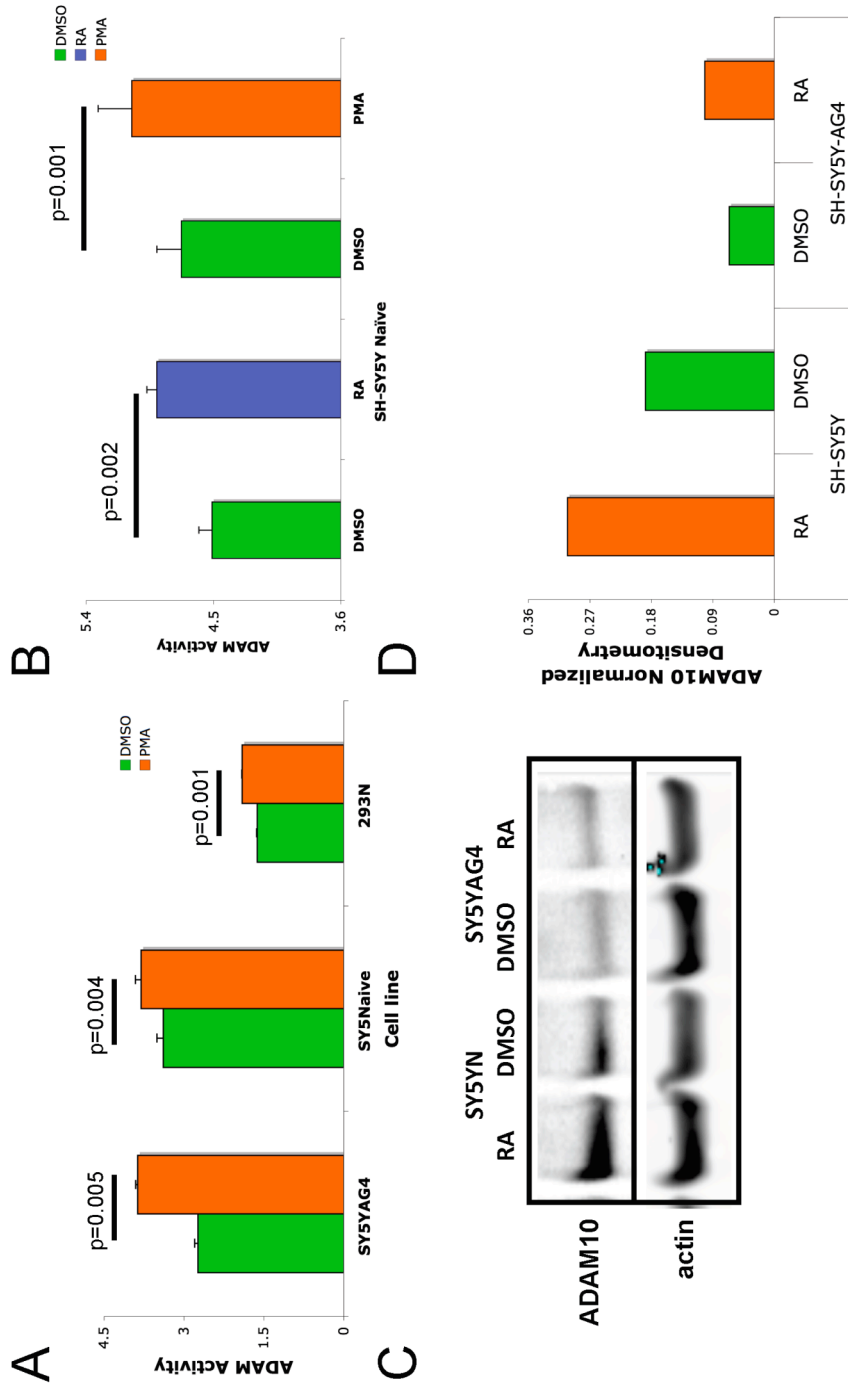 A
ADAM Activity
4.5
3
1.5
0
p=0.005
p=0.004
p=0.001
DMSO
PMA
SY5YAG4
SY5Naive
293N
Cell line
B
ADAM Activity
5.4
4.5
3.6
p=0.002
p=0.001
DMSO
RA
PMA
DMSO
RA
DMSO
PMA
SH-SY5Y Naïve
C
SY5YN
SY5YAG4
RA
DMSO
DMSO
RA
ADAM10
actin
D
ADAM10 Normalized
Densitometry
0.36
0.27
0.18
0.09
0
RA
DMSO
DMSO
RA
SH-SY5Y
SH-SY5Y-AG4